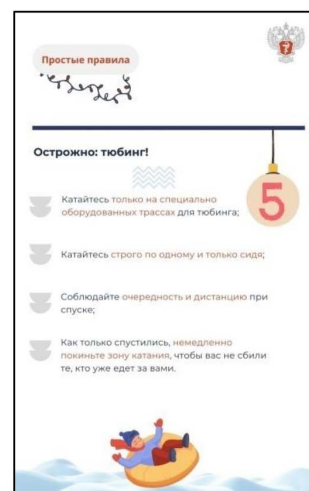 Простые правила
Острожно: тюбинг!
5
Катайтесь только на специально
оборудованных трассах для тюбинга;
Катайтесь строго по одному и только сидя;
Соблюдайте очередность и дистанцию при
спуске;
Как только спустились, немедленно
покиньте зону катания, чтобы вас не сбили
те, кто уже едет за вами.